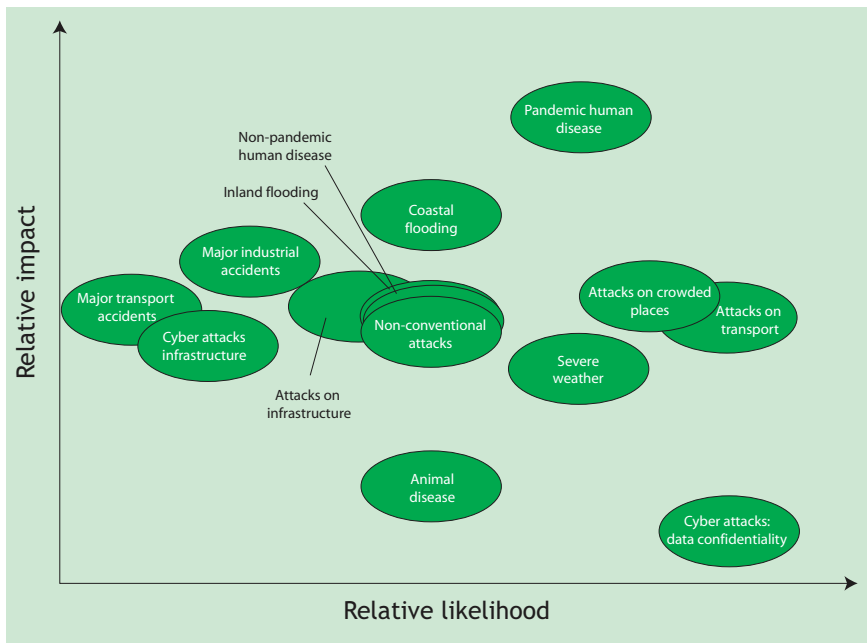 Pandemic human
disease
Non-pandemic
human disease
Inland flooding
Coastal
flooding
Major industrial
accidents
Major transport
accidents
Cyber attacks
infrastructure
Attacks on
infrastructure
Non-conventional
attacks
Attacks on crowded
places
Attacks on
transport
Severe
weather
Animal
disease
Cyber attacks:
data confidentiality
Relative impact
Relative likelihood